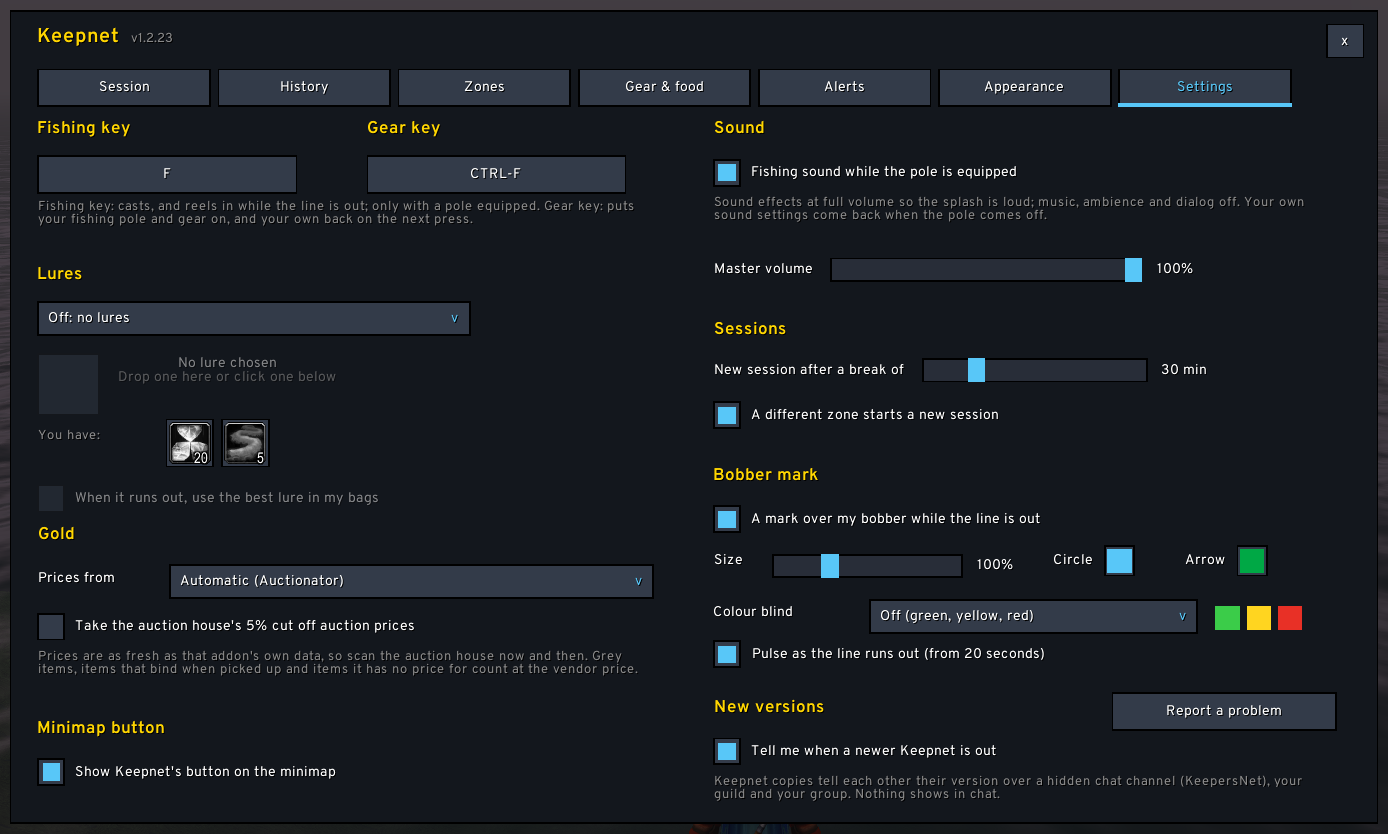 Keepnet v1.2.23
x
Session
History
Zones
Gear & food
Alerts
Appearance
Settings
Fishing key
Gear key
F
CTRL-F
Fishing key: casts, and reels in while the line is out; only with a pole equipped. Gear key: puts
your fishing pole and gear on, and your own back on the next press.
Lures
Off: no lures
v
No lure chosen
Drop one here or click one below
You have:
20
5
When it runs out, use the best lure in my bags
Gold
Prices from
Automatic (Auctionator)
v
Take the auction house's 5% cut off auction prices
Prices are as fresh as that addon's own data, so scan the auction house now and then. Grey
items, items that bind when picked up and items it has no price for count at the vendor price.
Minimap button
Show Keepnet's button on the minimap
Sound
Fishing sound while the pole is equipped
Sound effects at full volume so the splash is loud; music, ambience and dialog off. Your own
sound settings come back when the pole comes off.
Master volume
100%
Sessions
New session after a break of
30 min
A different zone starts a new session
Bobber mark
A mark over my bobber while the line is out
Size
100%
Circle
Arrow
Colour blind
Off (green, yellow, red)
v
Pulse as the line runs out (from 20 seconds)
New versions
Report a problem
Tell me when a newer Keepnet is out
Keepnet copies tell each other their version over a hidden chat channel (KeepersNet), your
guild and your group. Nothing shows in chat.